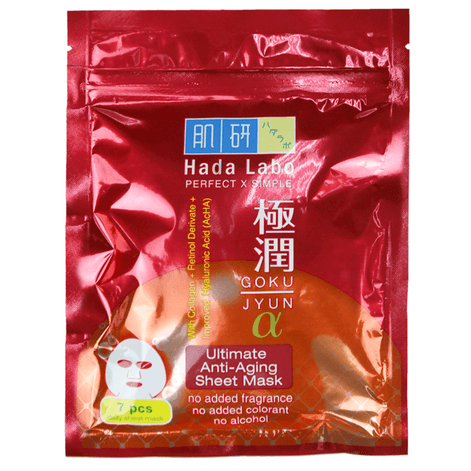 肌研
ハダラボ
Hada Labo
PERFECT X SIMPLE
極潤
GOKU
JYUN
α
With Collagen + Retinol Derivate +
Improved Hyaluronic Acid (AcHA)
Ultimate
Anti-Aging
Sheet Mask
no added fragrance
no added colorant
no alcohol
7 pcs